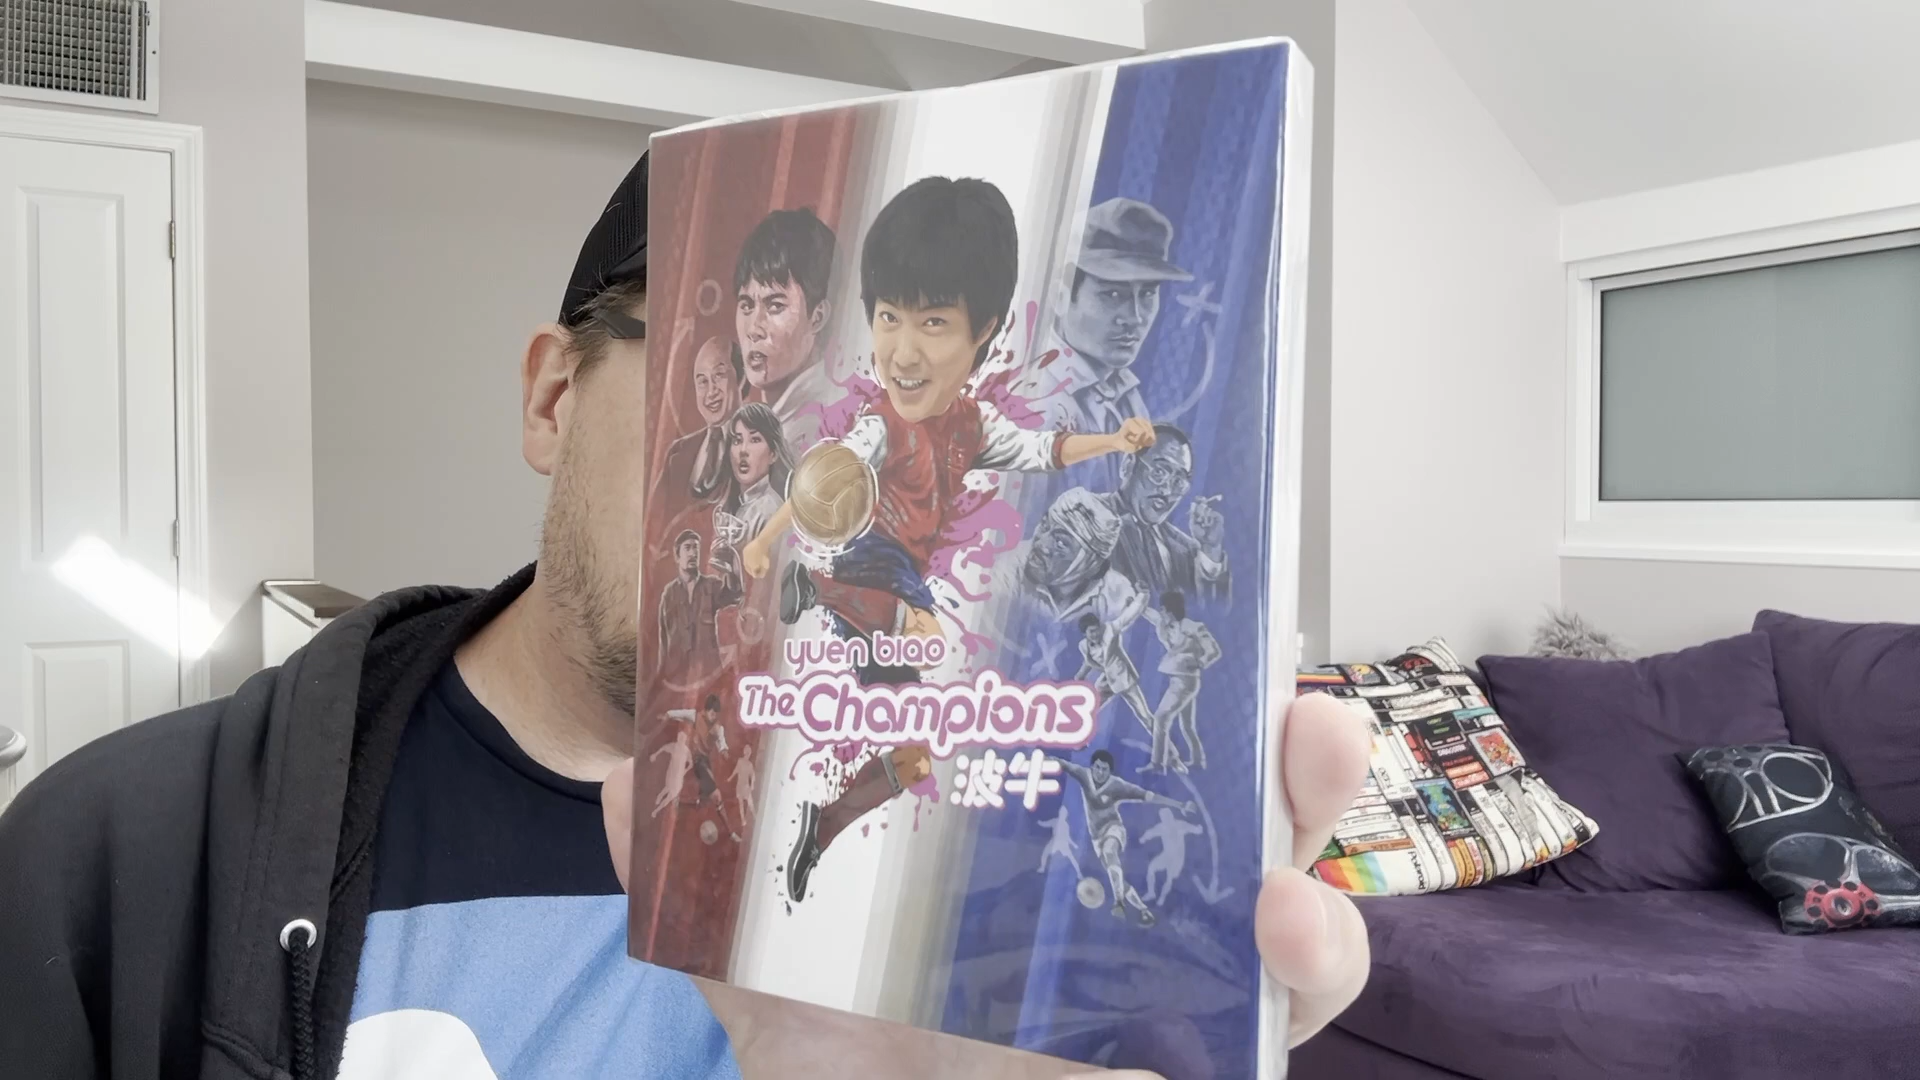 yuen biao
The Champions
波牛